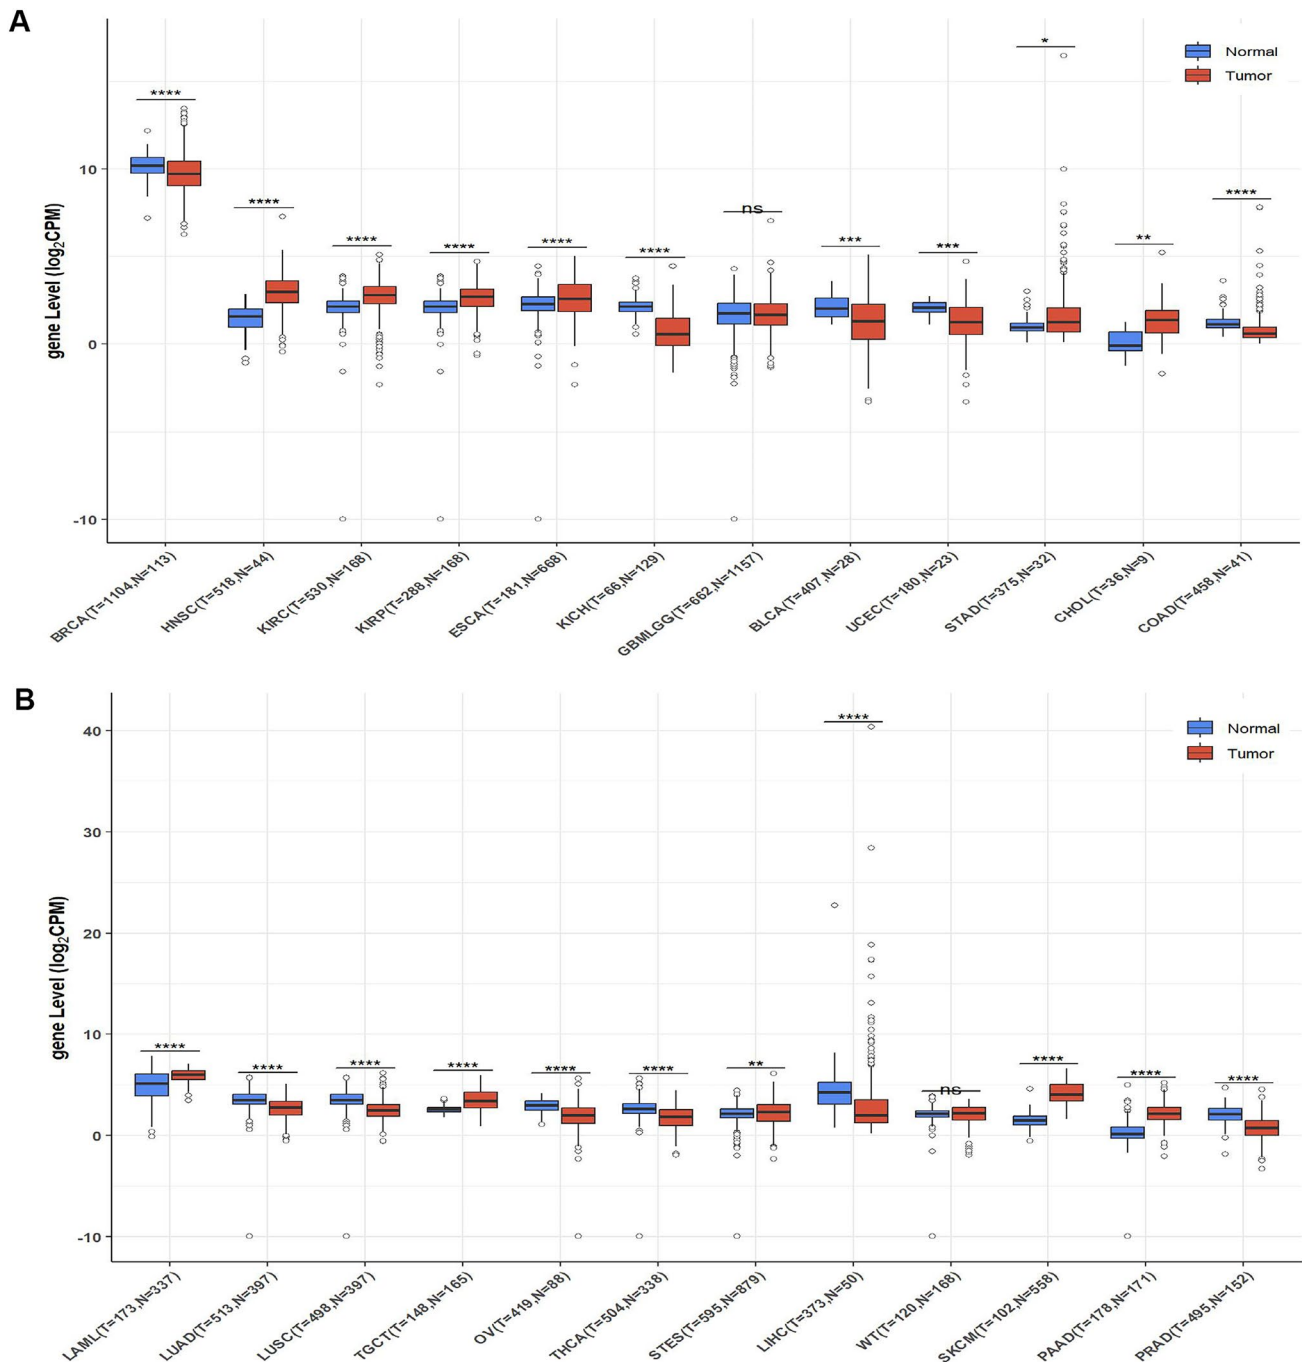 A
Normal
Tumor
gene Level (log2CPM)
10
0
-10
****
****
****
****
****
****
ns
***
***
*
**
****
BRCA(T=1104,N=113)
HNSC(T=518,N=44)
KIRC(T=530,N=168)
KIRP(T=288,N=168)
ESCA(T=181,N=668)
KICH(T=66,N=129)
GBMLGG(T=662,N=1157)
BLCA(T=407,N=28)
UCEC(T=180,N=23)
STAD(T=375,N=32)
CHOL(T=36,N=9)
COAD(T=458,N=41)
B
Normal
Tumor
gene Level (log2CPM)
40
30
20
10
0
-10
****
****
****
****
****
****
**
****
ns
****
****
****
LAML(T=173,N=337)
LUAD(T=513,N=397)
LUSC(T=498,N=397)
TGCT(T=148,N=165)
OV(T=419,N=88)
THCA(T=504,N=338)
STES(T=595,N=879)
LIHC(T=373,N=50)
WT(T=120,N=168)
SKCM(T=102,N=558)
PAAD(T=178,N=171)
PRAD(T=495,N=152)